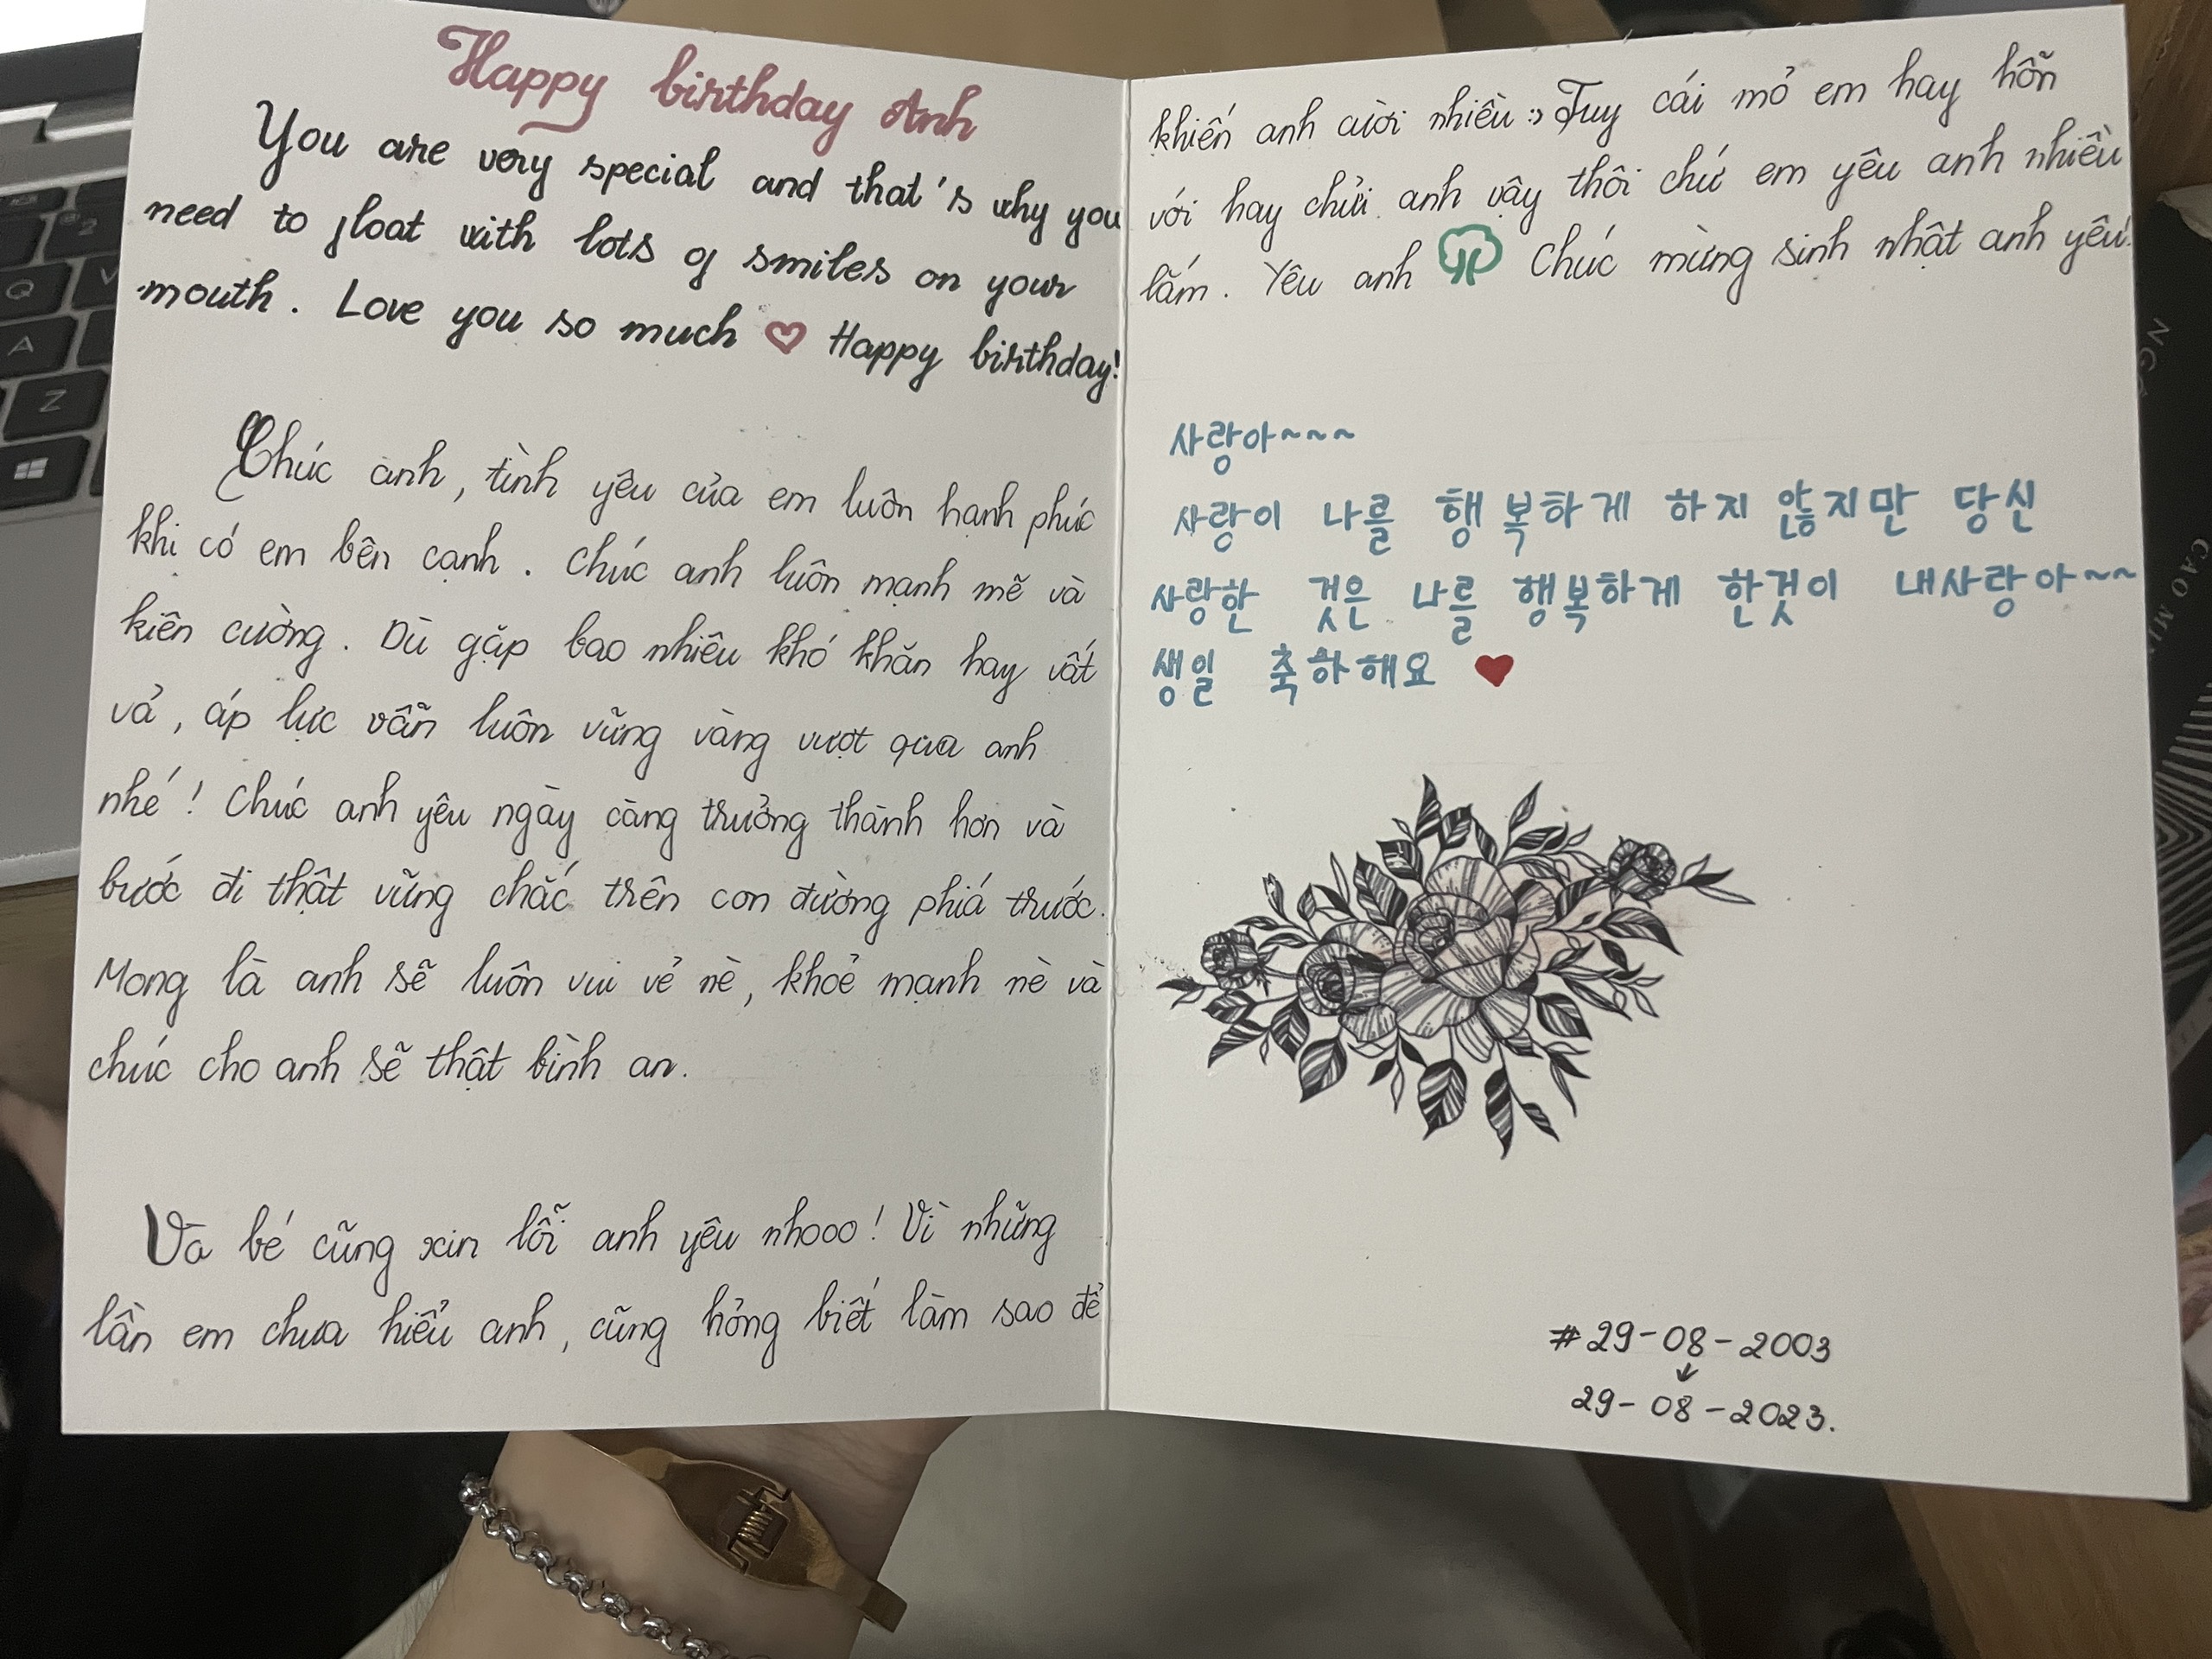 Happy birthday Anh
You are very special and that's why you
need to float with lots of smiles on your
mouth. Love you so much ♡ Happy birthday!
Chúc anh, tình yêu của em luôn hạnh phúc
khi có em bên cạnh. Chúc anh luôn mạnh mẽ và
kiên cường. Dù gặp bao nhiêu khó khăn hay vất
vả, áp lực vẫn luôn vững vàng vượt qua anh
nhé! Chúc anh yêu ngày càng trưởng thành hơn và
bước đi thật vững chắc trên con đường phiá trước.
Mong là anh sẽ luôn vui vẻ nè, khoẻ mạnh nè và
chúc cho anh sẽ thật bình an.
Và bé cũng xin lỗi anh yêu nhooo! Vì những
lần em chưa hiểu anh, cũng hỏng biết làm sao để
khiến anh cười nhiều :> Tuy cái mỏ em hay hỗn
với hay chửi anh vậy thôi chứ em yêu anh nhiều
lắm. Yêu anh Chúc mừng sinh nhật anh yêu!
사랑아~~~
사랑이 나를 행복하게 하지 않지만 당신
사랑한 것은 나를 행복하게 한것이 내사랑아~~
생일 축하해요 ♥
#29-08-2003
↓
29-08-2023.
Q
A
Z
2
V
CAO MI